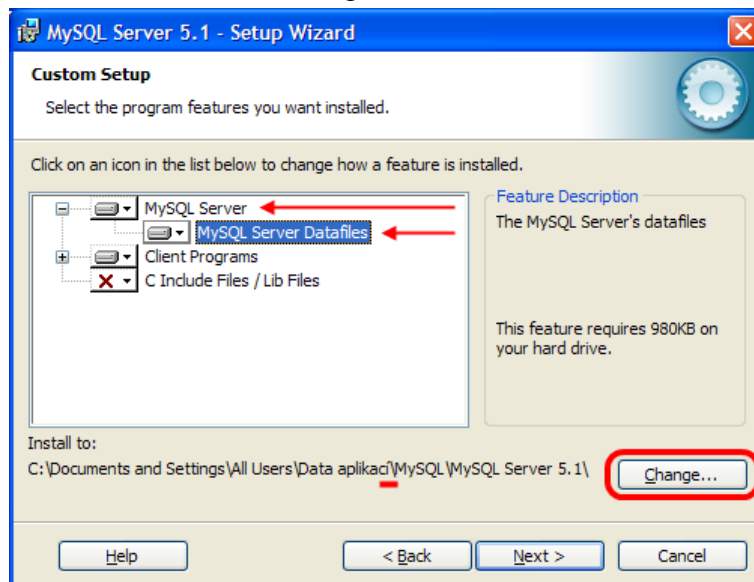 MySQL Server 5.1 - Setup Wizard
Custom Setup
Select the program features you want installed.
Click on an icon in the list below to change how a feature is installed.
MySQL Server
MySQL Server Datafiles
Client Programs
C Include Files / Lib Files
Feature Description
The MySQL Server's datafiles
This feature requires 980KB on
your hard drive.
Install to:
C:\Documents and Settings\All Users\Data aplikací\MySQL\MySQL Server 5.1\
Change...
Help
< Back
Next >
Cancel